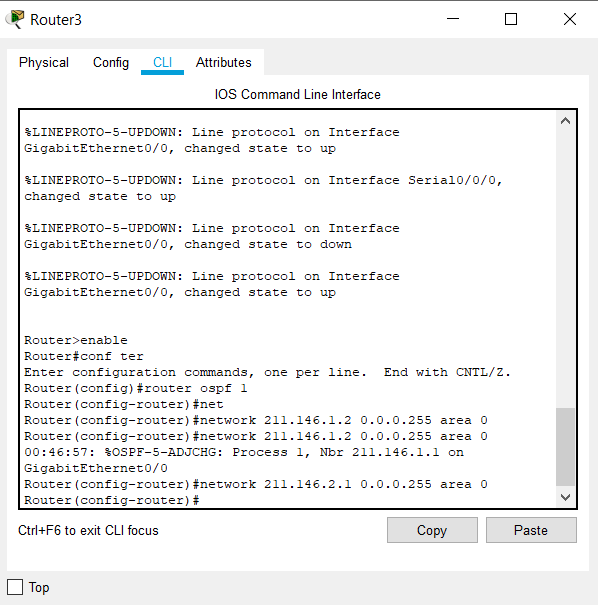 Router3
Physical Config CLI Attributes
IOS Command Line Interface
%LINEPROTO-5-UPDOWN: Line protocol on Interface
GigabitEthernet0/0, changed state to up
%LINEPROTO-5-UPDOWN: Line protocol on Interface Serial0/0/0,
changed state to up
%LINEPROTO-5-UPDOWN: Line protocol on Interface
GigabitEthernet0/0, changed state to down
%LINEPROTO-5-UPDOWN: Line protocol on Interface
GigabitEthernet0/0, changed state to up
Router>enable
Router#conf ter
Enter configuration commands, one per line.  End with CNTL/Z.
Router(config)#router ospf 1
Router(config-router)#net
Router(config-router)#network 211.146.1.2 0.0.0.255 area 0
Router(config-router)#network 211.146.1.2 0.0.0.255 area 0
00:46:57: %OSPF-5-ADJCHG: Process 1, Nbr 211.146.1.1 on
GigabitEthernet0/0
Router(config-router)#network 211.146.2.1 0.0.0.255 area 0
Router(config-router)#
Ctrl+F6 to exit CLI focus
Copy
Paste
Top